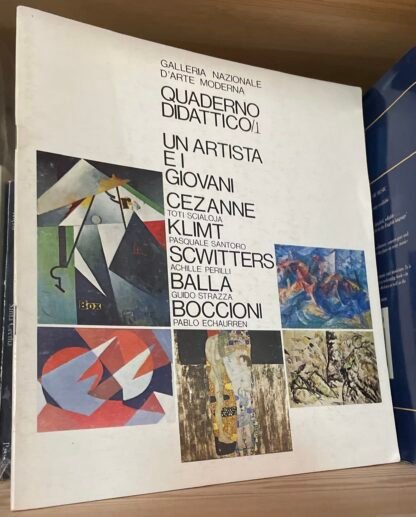 GALLERIA NAZIONALE
D'ARTE MODERNA
QUADERNO
DIDATTICO/1
UN ARTISTA
E I
GIOVANI
CEZANNE
TOTI SCIALOJA
KLIMT
PASQUALE SANTORO
SCWITTERS
ACHILLE PERILLI
BALLA
GUIDO STRAZZA
BOCCIONI
PABLO ECHAURREN